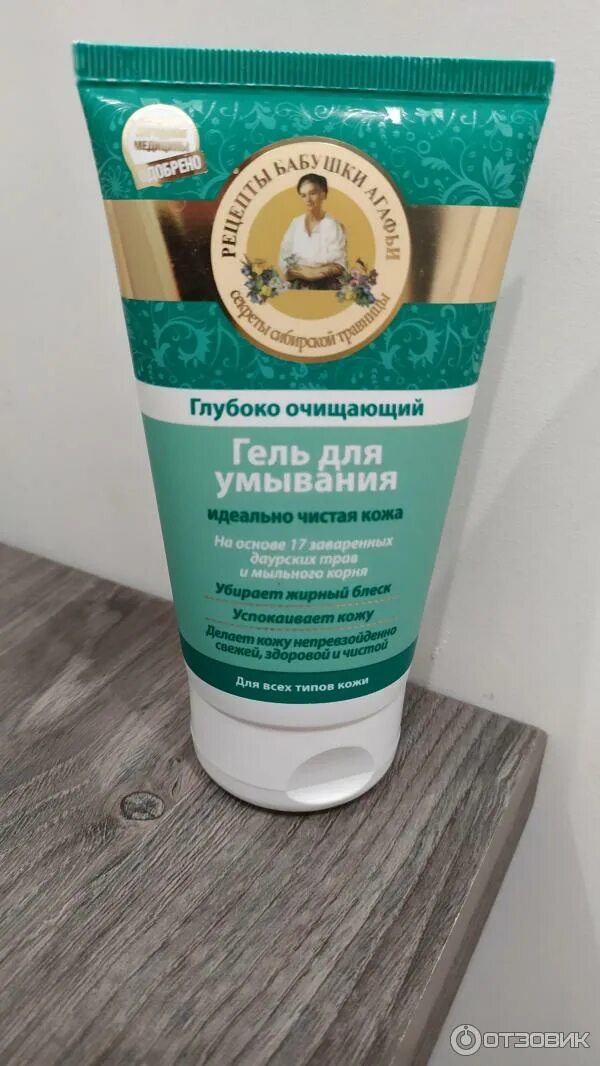 МЕДИЦИНЫ
ОДОБРЕНО
РЕЦЕПТЫ БАБУШКИ АГАФЬИ
секреты сибирской травницы
Глубоко очищающий
Гель для
умывания
идеально чистая кожа
На основе 17 заваренных
даурских трав
и мыльного корня
Убирает жирный блеск
Успокаивает кожу
Делает кожу непревзойденно
свежей, здоровой и чистой
Для всех типов кожи
ОТЗОВИК